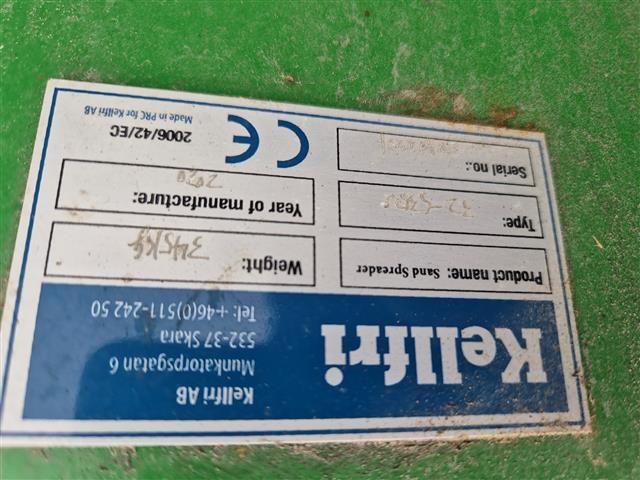 Kellfri
Kellfri AB
Munkatorpsgatan 6
532-37 Skara
Tel: +46(0)511-242 50
Product name: Sand Spreader
Weight: 345kg
Type:
Year of manufacture: 2020
Serial no.:
CE
2006/42/EC
Made in PRC for Kellfri AB